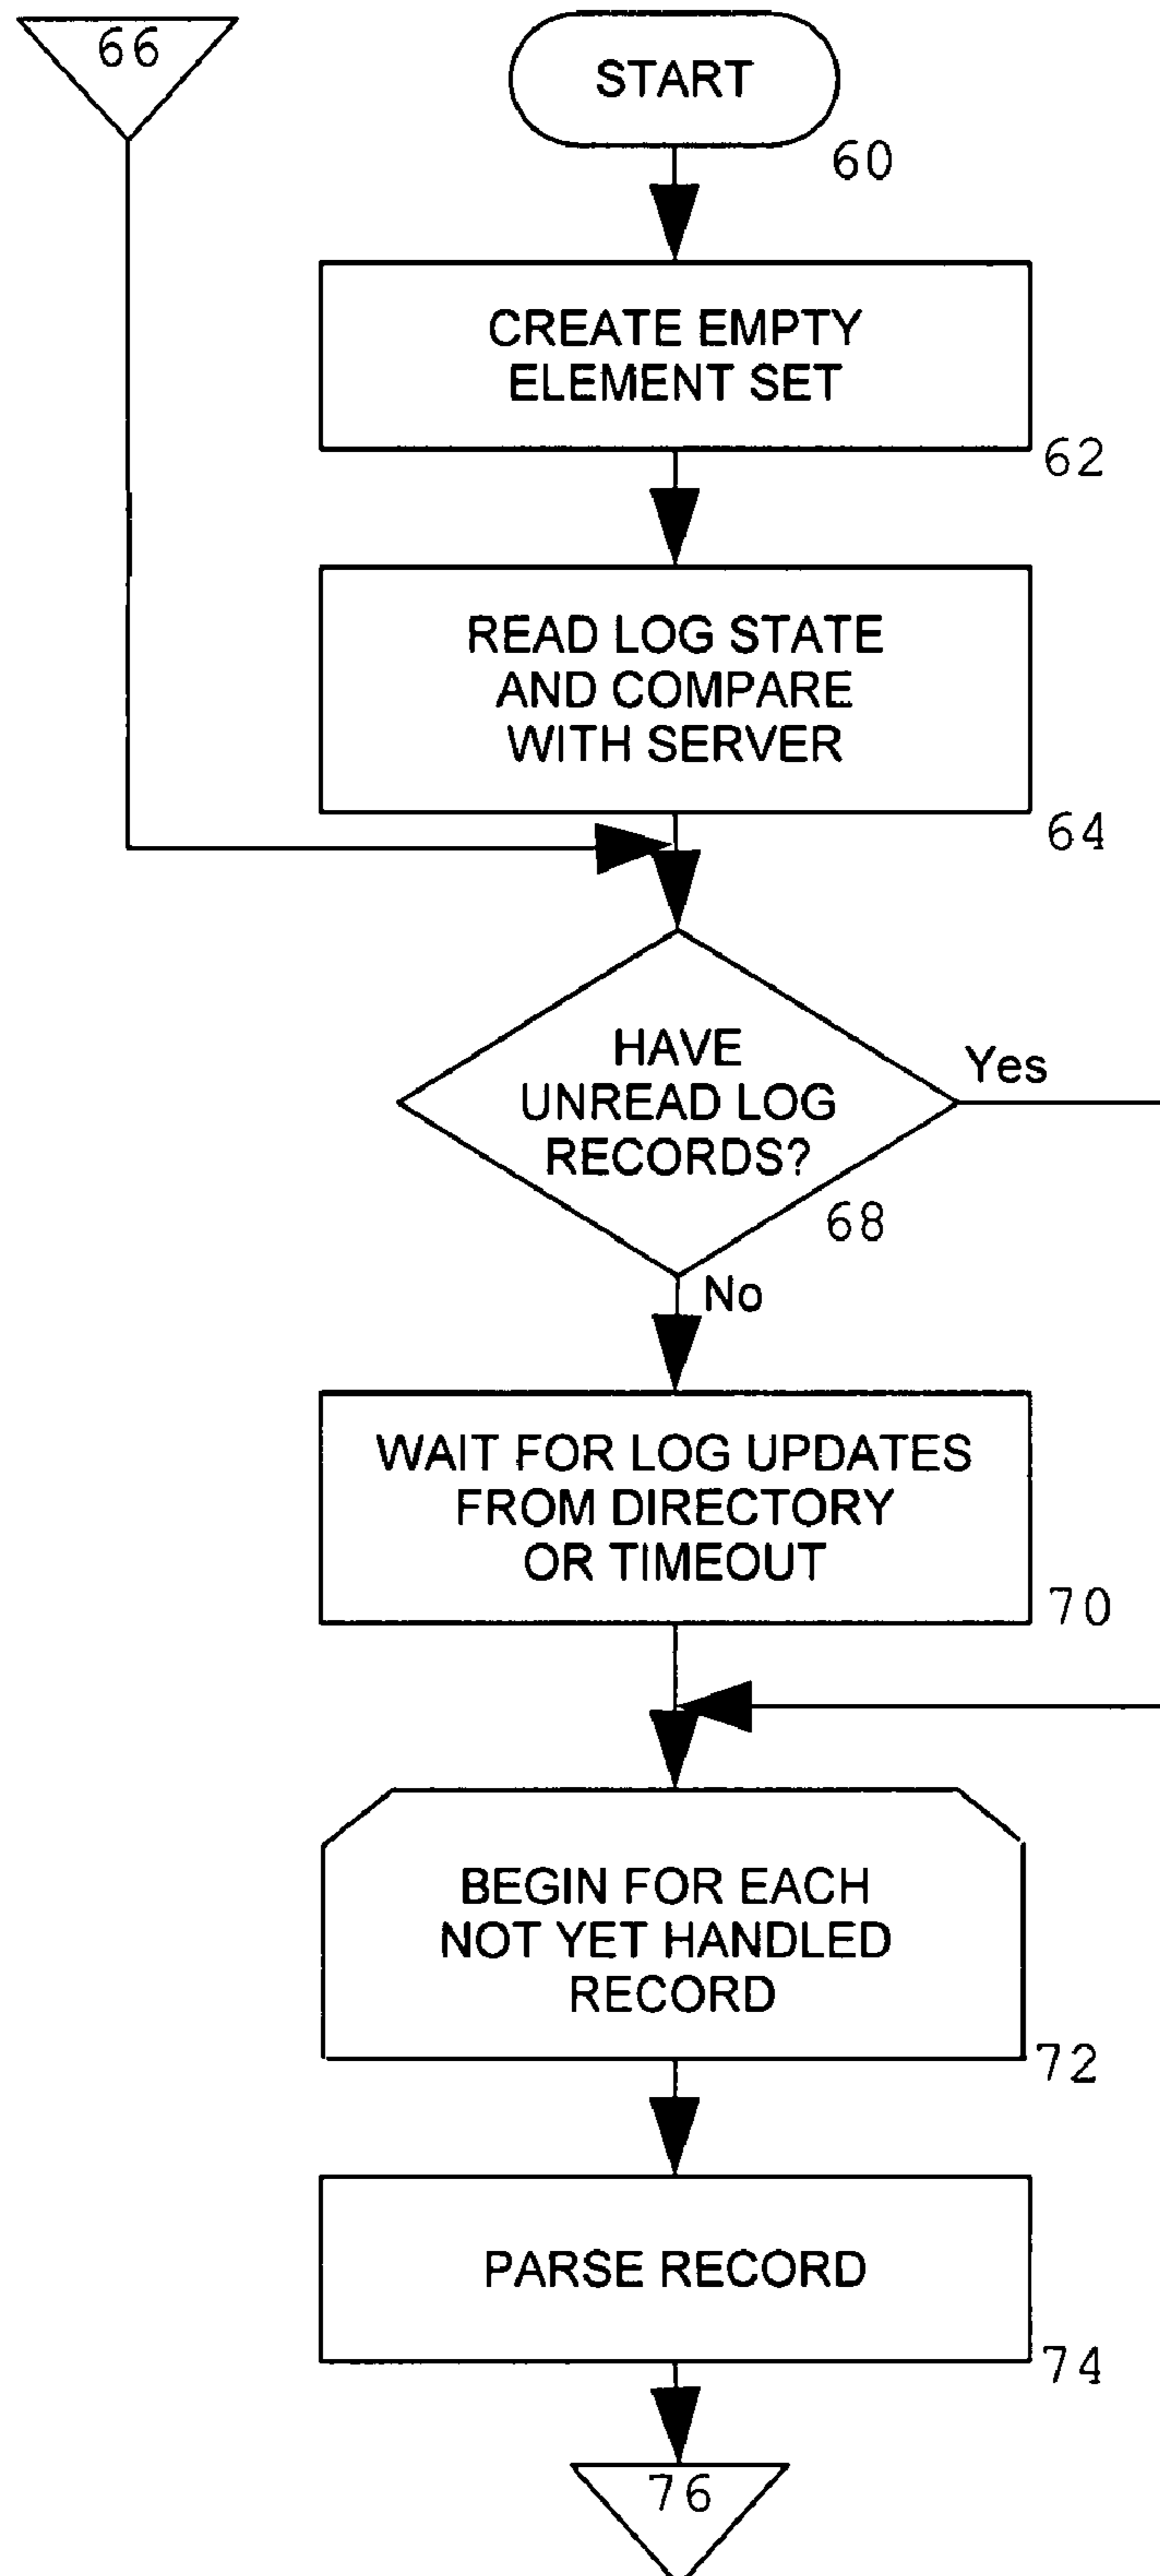 66
START
60
CREATE EMPTY
ELEMENT SET
62
READ LOG STATE
AND COMPARE
WITH SERVER
64
HAVE
UNREAD LOG
RECORDS?
Yes
68
No
WAIT FOR LOG UPDATES
FROM DIRECTORY
OR TIMEOUT
70
BEGIN FOR EACH
NOT YET HANDLED
RECORD
72
PARSE RECORD
74
76